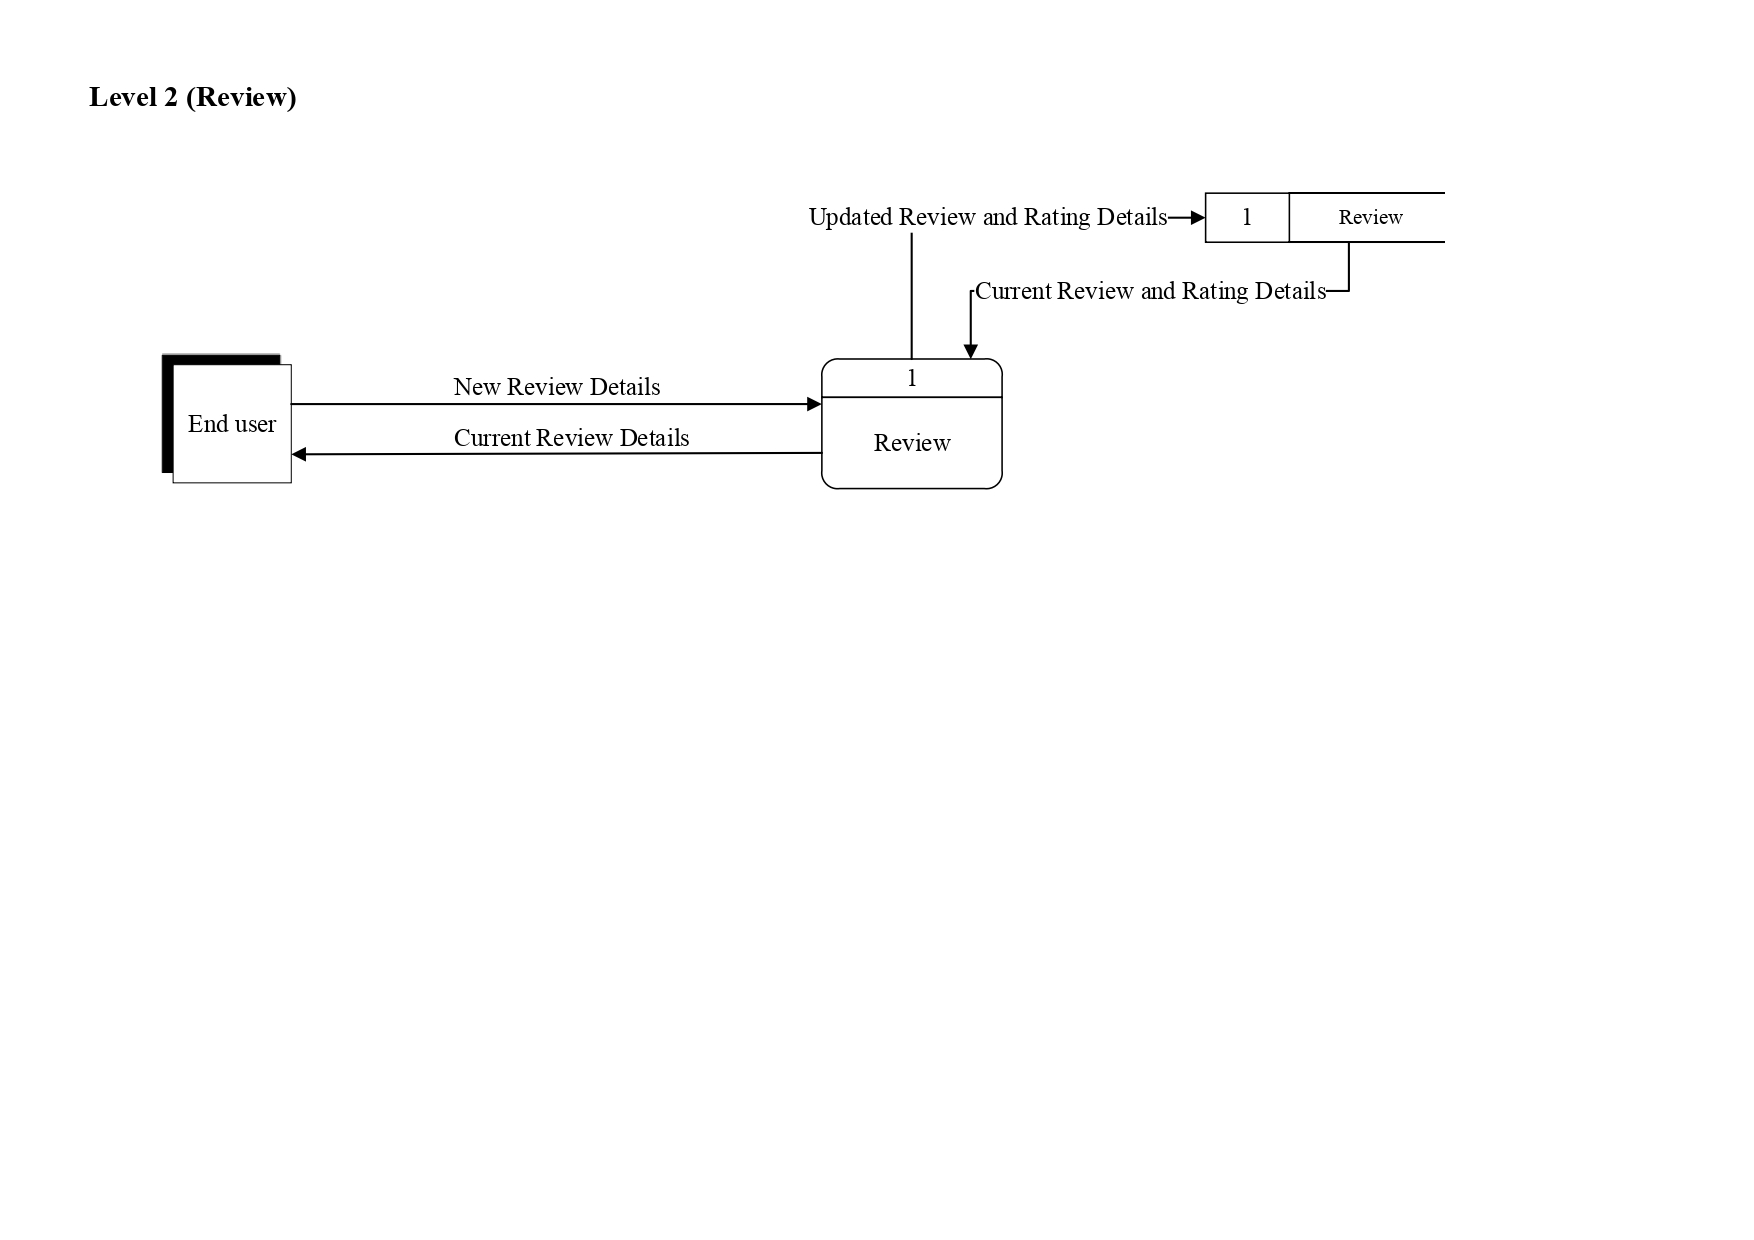 Level 2 (Review)
Updated Review and Rating Details
1
Review
Current Review and Rating Details
New Review Details
1
End user
Current Review Details
Review